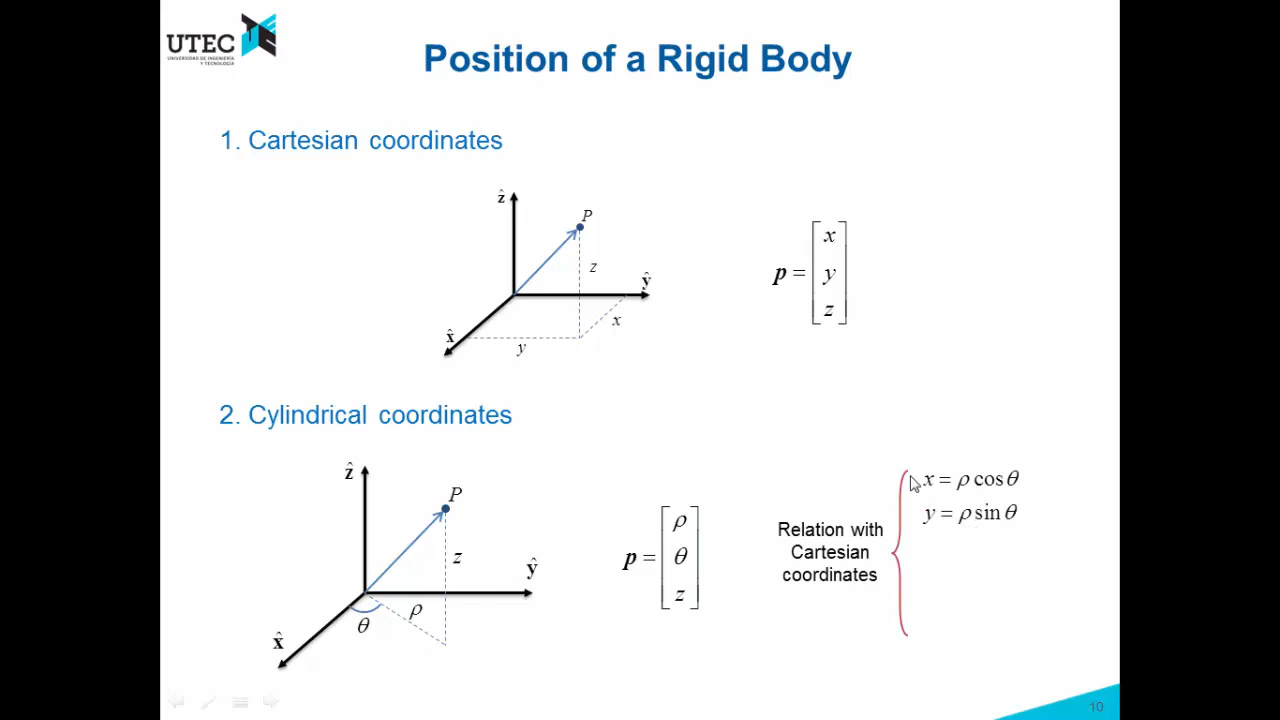 UTEC
UNIVERSIDAD DE INGENIERÍA
Y TECNOLOGÍA
Position of a Rigid Body
1. Cartesian coordinates
ẑ
P
z
ŷ
x
x̂
y
p = [x
y
z]
2. Cylindrical coordinates
ẑ
P
z
ŷ
ρ
θ
x̂
p = [ρ
θ
z]
Relation with
Cartesian
coordinates
x = ρ cos θ
y = ρ sin θ
10